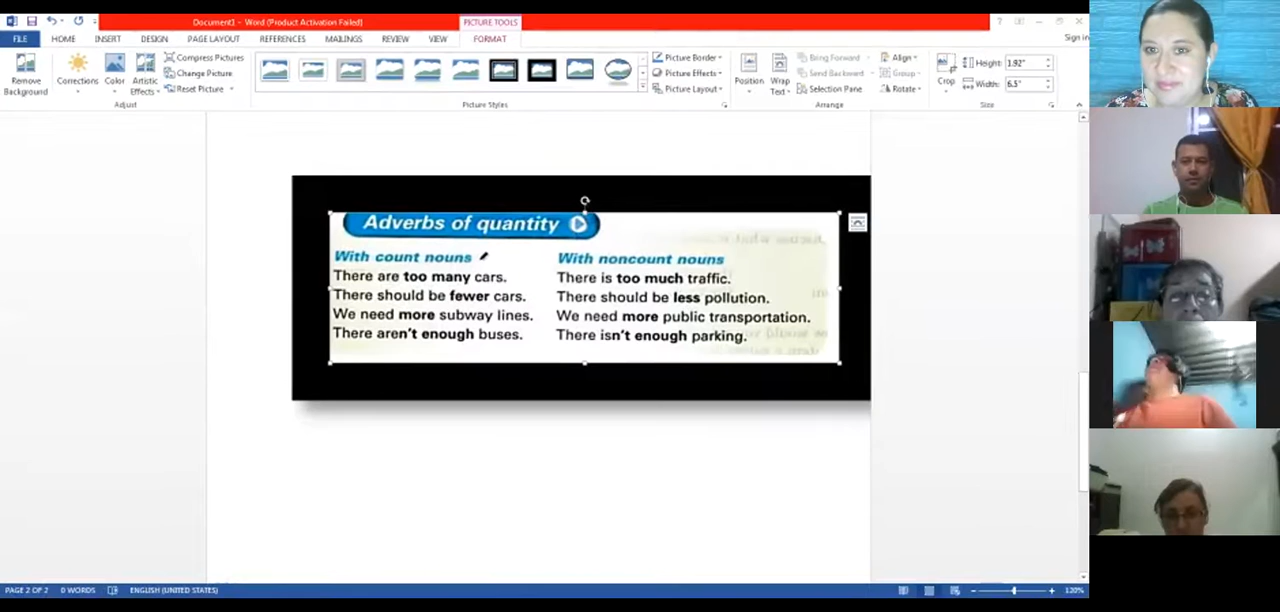 Document1 - Word (Product Activation Failed)
PICTURE TOOLS
FILE HOME INSERT DESIGN PAGE LAYOUT REFERENCES MAILINGS REVIEW VIEW FORMAT
Sign in
Remove Background
Corrections
Color
Artistic Effects
Compress Pictures
Change Picture
Reset Picture
Adjust
Picture Styles
Picture Border
Picture Effects
Picture Layout
Position
Wrap Text
Bring Forward
Send Backward
Selection Pane
Align
Group
Rotate
Arrange
Crop
Height: 1.92"
Width: 6.5"
Size
Adverbs of quantity
With count nouns
There are too many cars.
There should be fewer cars.
We need more subway lines.
There aren't enough buses.
With noncount nouns
There is too much traffic.
There should be less pollution.
We need more public transportation.
There isn't enough parking.
PAGE 2 OF 2 0 WORDS ENGLISH (UNITED STATES) 120%